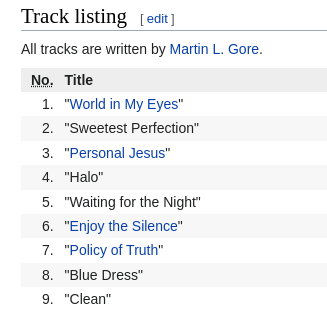 Track listing [ edit ]
All tracks are written by Martin L. Gore.
No. Title
1. "World in My Eyes"
2. "Sweetest Perfection"
3. "Personal Jesus"
4. "Halo"
5. "Waiting for the Night"
6. "Enjoy the Silence"
7. "Policy of Truth"
8. "Blue Dress"
9. "Clean"